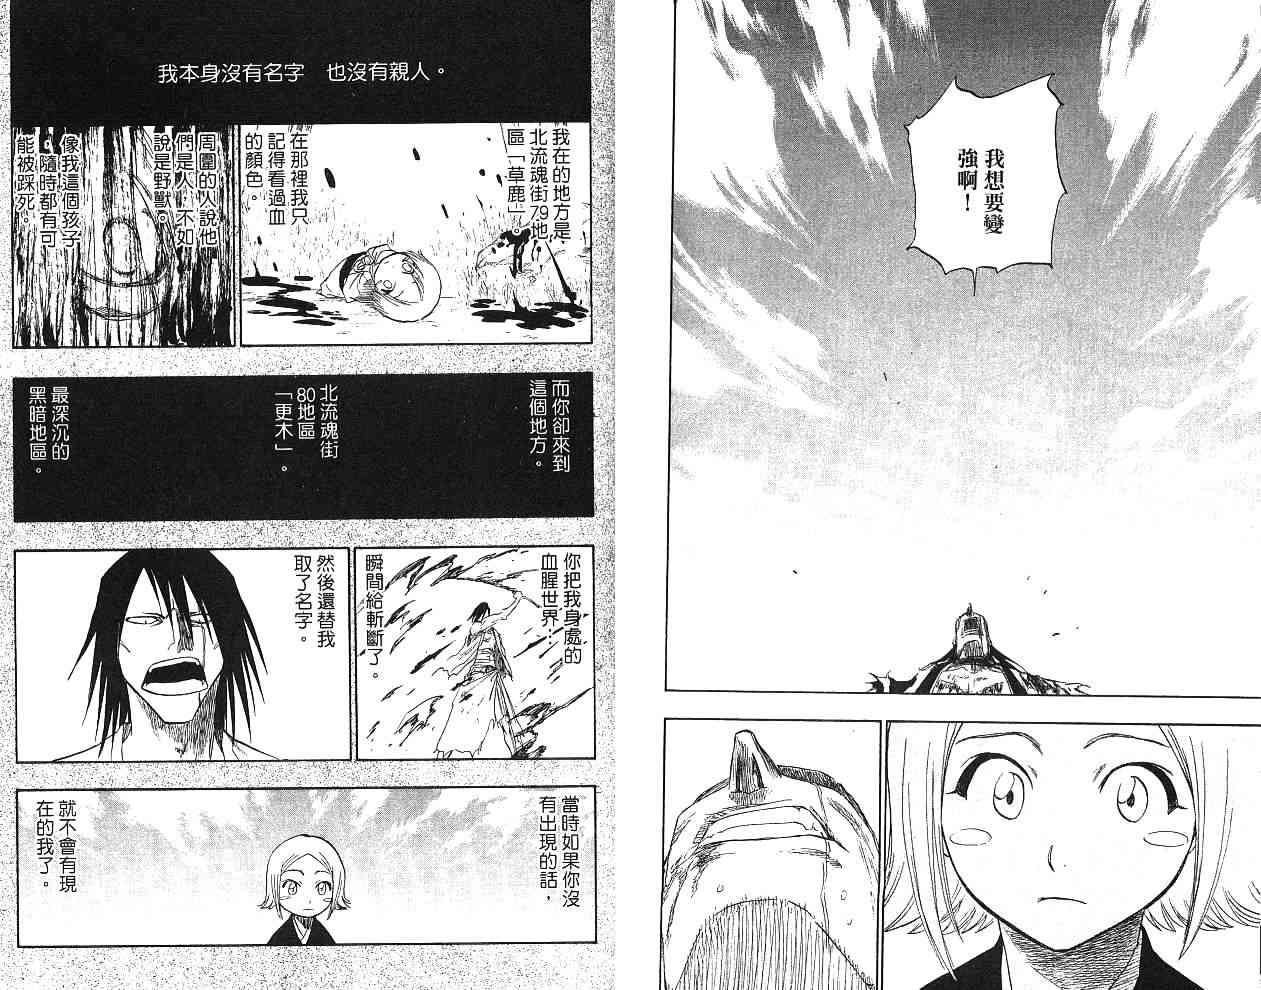 我想要變
強啊！
我本身沒有名字　也沒有親人。
我在的地方是
北流魂街79地
區「草鹿」。
在那裡我只
記得看過血
的顏色。
周圍的人說他
們是人，不如
說是野獸。
像我這個孩子
，隨時都有可
能被踩死。
而你卻來到
這個地方。
北流魂街
80地區
「更木」。
最深沉的
黑暗地區。
你把我身處的
血腥世界…
瞬間給斬斷了。
然後還替我
取了名字。
當時如果你沒
有出現的話，
就不會有現
在的我了。